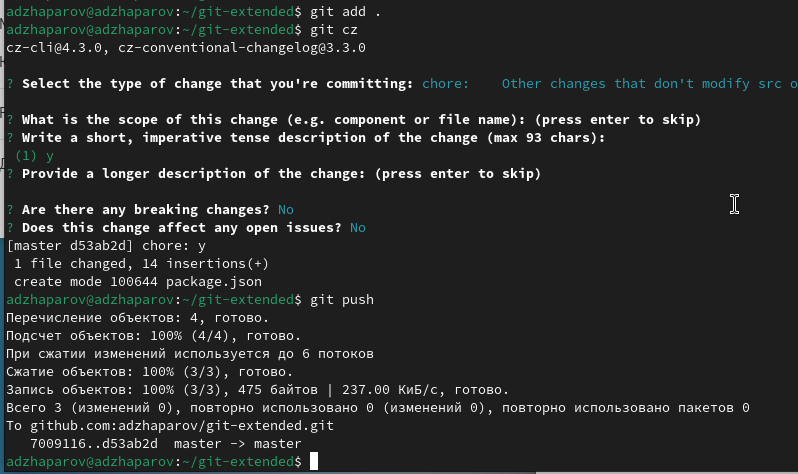 adzhaparov@adzhaparov:~/git-extended$ git add .
adzhaparov@adzhaparov:~/git-extended$ git cz
cz-cli@4.3.0, cz-conventional-changelog@3.3.0
? Select the type of change that you're committing: chore:    Other changes that don't modify src o
? What is the scope of this change (e.g. component or file name): (press enter to skip)
? Write a short, imperative tense description of the change (max 93 chars):
(1) y
? Provide a longer description of the change: (press enter to skip)
? Are there any breaking changes? No
? Does this change affect any open issues? No
[master d53ab2d] chore: y
1 file changed, 14 insertions(+)
create mode 100644 package.json
adzhaparov@adzhaparov:~/git-extended$ git push
Перечисление объектов: 4, готово.
Подсчет объектов: 100% (4/4), готово.
При сжатии изменений используется до 6 потоков
Сжатие объектов: 100% (3/3), готово.
Запись объектов: 100% (3/3), 475 байтов | 237.00 КиБ/с, готово.
Всего 3 (изменений 0), повторно использовано 0 (изменений 0), повторно использовано пакетов 0
To github.com:adzhaparov/git-extended.git
7009116..d53ab2d  master -> master
adzhaparov@adzhaparov:~/git-extended$